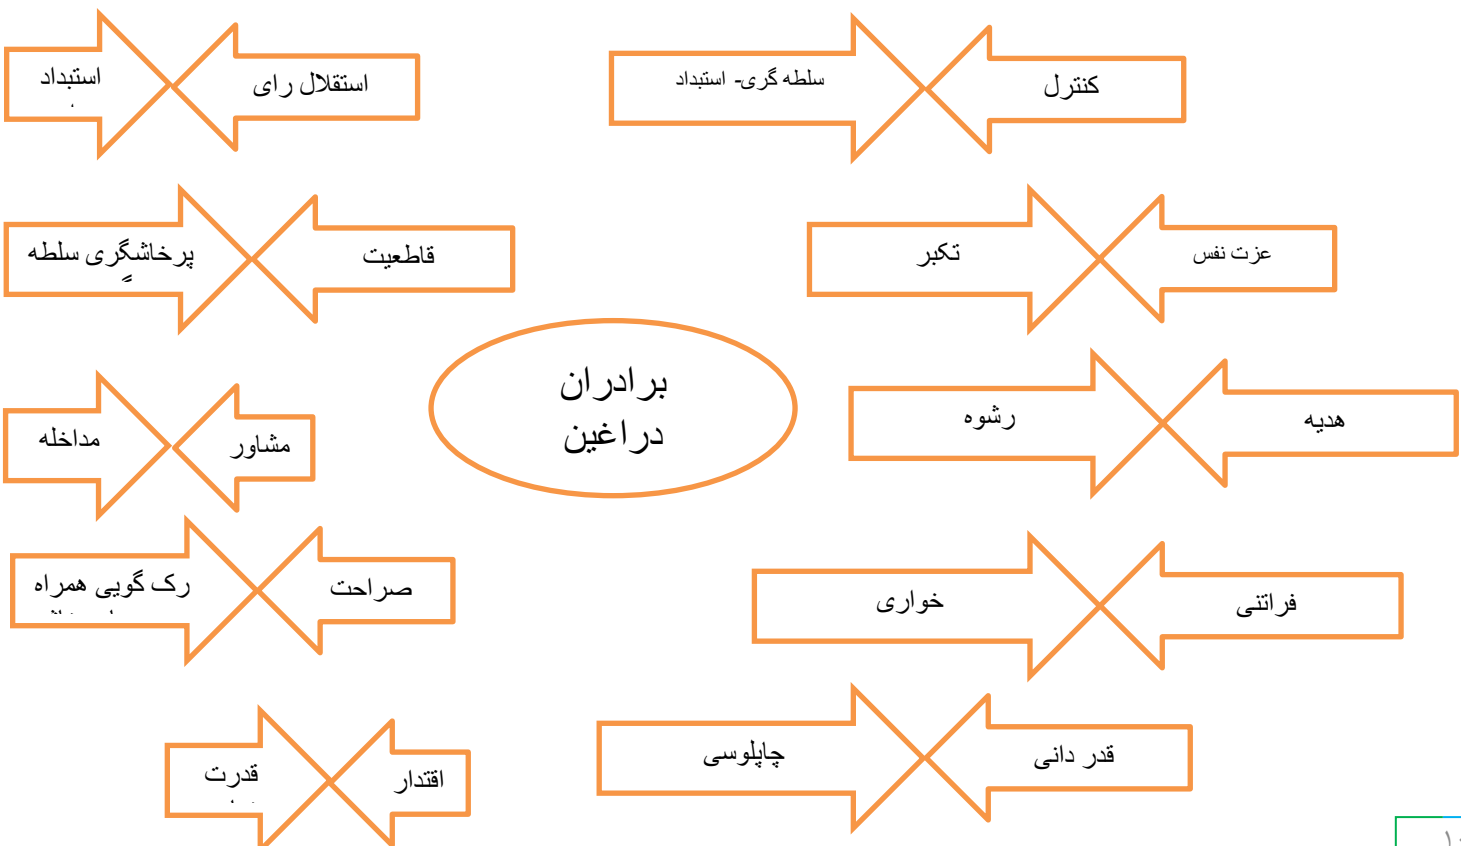 کنترل
سلطه گری- استبداد
استقلال رای
استبداد
عزت نفس
تکبر
قاطعیت
پرخاشگری سلطه
برادران
دراغین
هدیه
رشوه
مشاور
مداخله
فراتنی
خواری
صراحت
رک گویی همراه
قدر دانی
چاپلوسی
اقتدار
قدرت